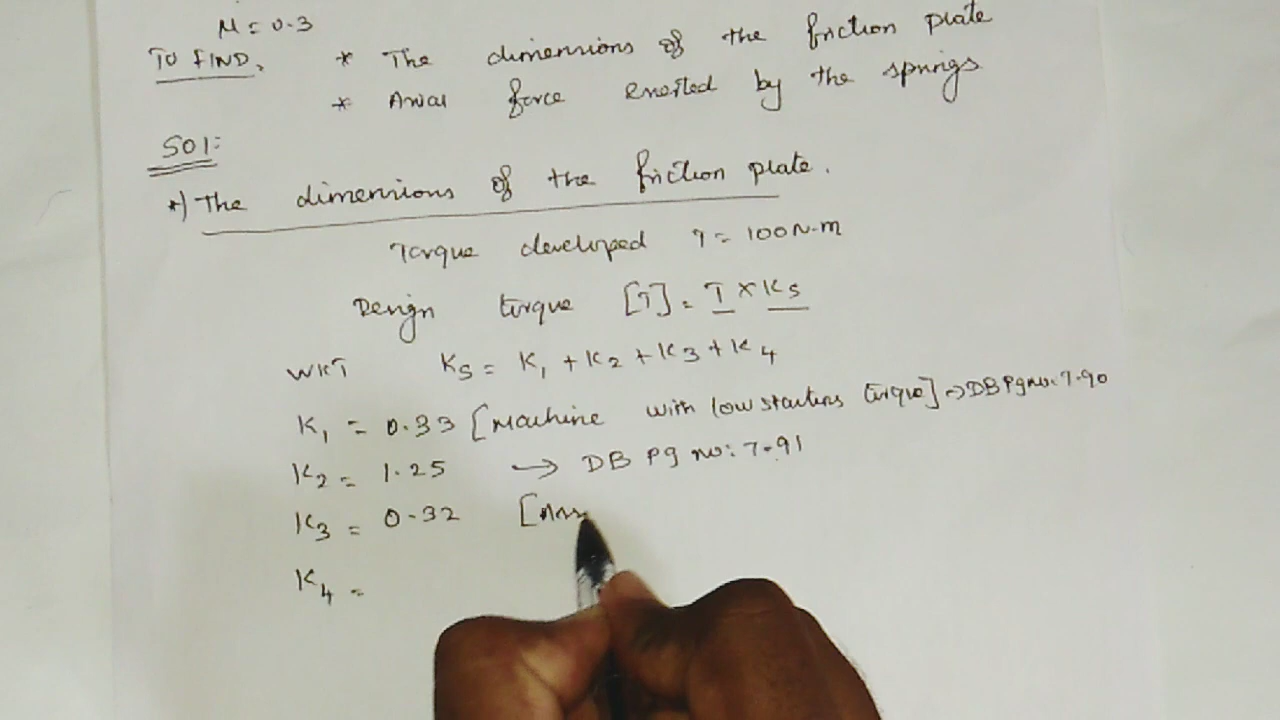 μ = 0.3
TO FIND, * The dimensions of the friction plate
* Axial force exerted by the springs
SOl:
*) The dimensions of the friction plate.
Torque developed T = 100N-m
Design torque [T] = T × KS
WKT KS = K1 + K2 + K3 + K4
K1 = 0.33 [Machine with low starting torque] => DB Pg no: 7.90
K2 = 1.25 → DB Pg no: 7.91
K3 = 0.32 [
K4 =